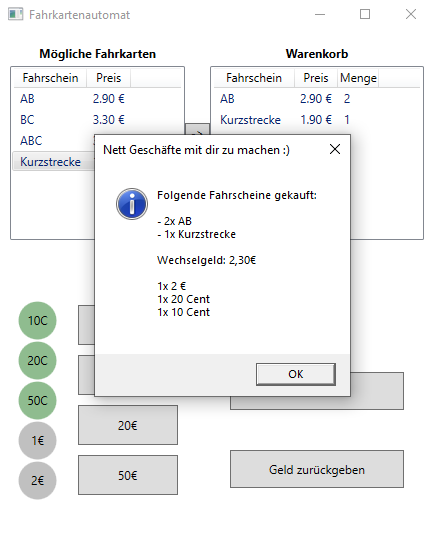 Fahrkartenautomat
Mögliche Fahrkarten
Warenkorb
Fahrschein Preis
AB 2.90 €
BC 3.30 €
ABC
Kurzstrecke
Fahrschein Preis Menge
AB 2.90 € 2
Kurzstrecke 1.90 € 1
Nett Geschäfte mit dir zu machen :)
Folgende Fahrscheine gekauft:
- 2x AB
- 1x Kurzstrecke
Wechselgeld: 2,30€
1x 2 €
1x 20 Cent
1x 10 Cent
OK
10C
20C
50C
1€
2€
20€
50€
Geld zurückgeben